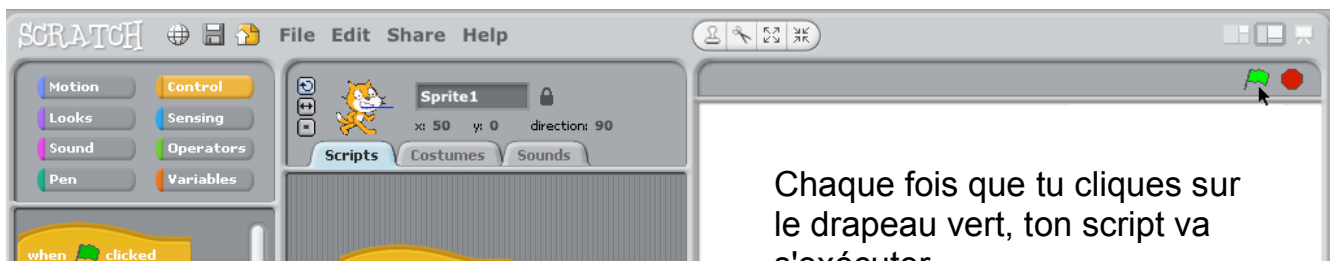 SCRATCH File Edit Share Help
Motion Control
Looks Sensing
Sound Operators
Pen Variables
when clicked
Sprite1
x: 50 y: 0 direction: 90
Scripts Costumes Sounds
Chaque fois que tu cliques sur
le drapeau vert, ton script va
s'exécuter